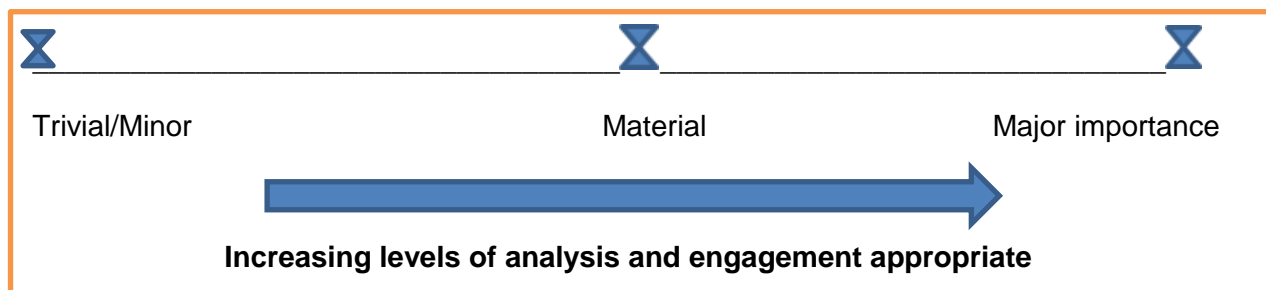 Trivial/Minor Material Major importance
Increasing levels of analysis and engagement appropriate